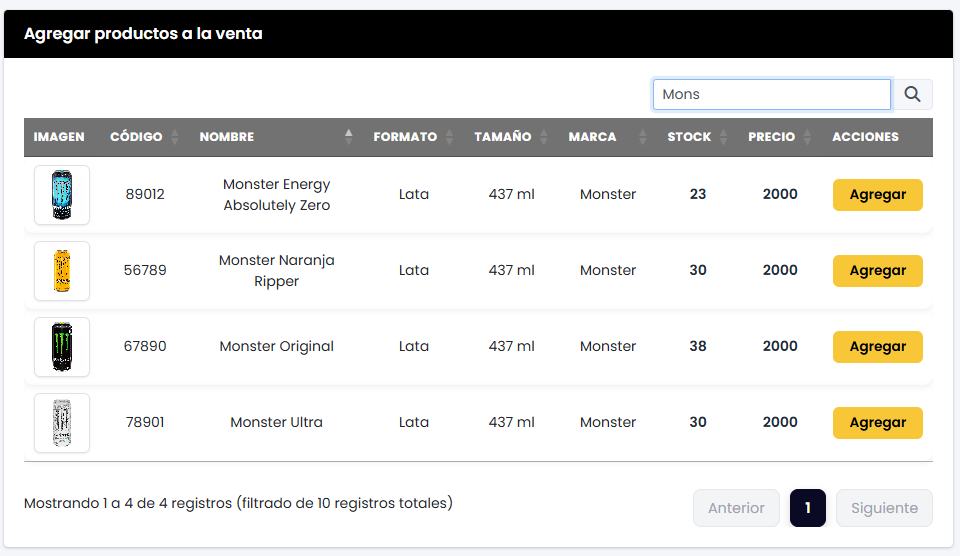 Agregar productos a la venta
Mons
IMAGEN CÓDIGO NOMBRE FORMATO TAMAÑO MARCA STOCK PRECIO ACCIONES
89012 Monster Energy Absolutely Zero Lata 437 ml Monster 23 2000 Agregar
56789 Monster Naranja Ripper Lata 437 ml Monster 30 2000 Agregar
67890 Monster Original Lata 437 ml Monster 38 2000 Agregar
78901 Monster Ultra Lata 437 ml Monster 30 2000 Agregar
Mostrando 1 a 4 de 4 registros (filtrado de 10 registros totales)
Anterior 1 Siguiente